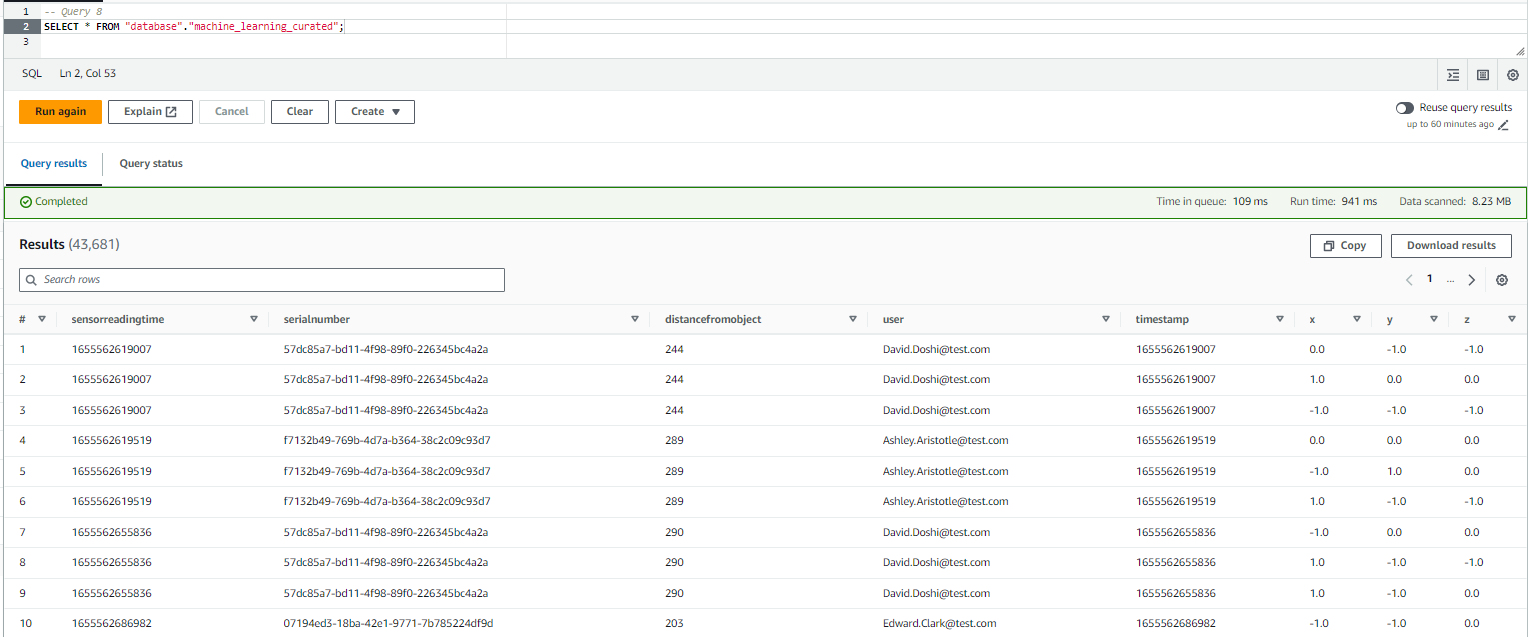 1 -- Query 8
2 SELECT * FROM "database"."machine_learning_curated";
3
SQL Ln 2, Col 53
Run again Explain Cancel Clear Create Reuse query results
up to 60 minutes ago
Query results Query status
Completed Time in queue: 109 ms Run time: 941 ms Data scanned: 8.23 MB
Results (43,681) Copy Download results
Search rows 1 ...
# sensorreadingtime serialnumber distancefromobject user timestamp x y z
1 1655562619007 57dc85a7-bd11-4f98-89f0-226345bc4a2a 244 David.Doshi@test.com 1655562619007 0.0 -1.0 -1.0
2 1655562619007 57dc85a7-bd11-4f98-89f0-226345bc4a2a 244 David.Doshi@test.com 1655562619007 1.0 0.0 0.0
3 1655562619007 57dc85a7-bd11-4f98-89f0-226345bc4a2a 244 David.Doshi@test.com 1655562619007 -1.0 -1.0 -1.0
4 1655562619519 f7132b49-769b-4d7a-b364-38c2c09c93d7 289 Ashley.Aristotle@test.com 1655562619519 0.0 0.0 0.0
5 1655562619519 f7132b49-769b-4d7a-b364-38c2c09c93d7 289 Ashley.Aristotle@test.com 1655562619519 -1.0 1.0 0.0
6 1655562619519 f7132b49-769b-4d7a-b364-38c2c09c93d7 289 Ashley.Aristotle@test.com 1655562619519 1.0 -1.0 -1.0
7 1655562655836 57dc85a7-bd11-4f98-89f0-226345bc4a2a 290 David.Doshi@test.com 1655562655836 -1.0 0.0 0.0
8 1655562655836 57dc85a7-bd11-4f98-89f0-226345bc4a2a 290 David.Doshi@test.com 1655562655836 1.0 -1.0 -1.0
9 1655562655836 57dc85a7-bd11-4f98-89f0-226345bc4a2a 290 David.Doshi@test.com 1655562655836 1.0 -1.0 0.0
10 1655562686982 07194ed3-18ba-42e1-9771-7b785224df9d 203 Edward.Clark@test.com 1655562686982 -1.0 -1.0 0.0